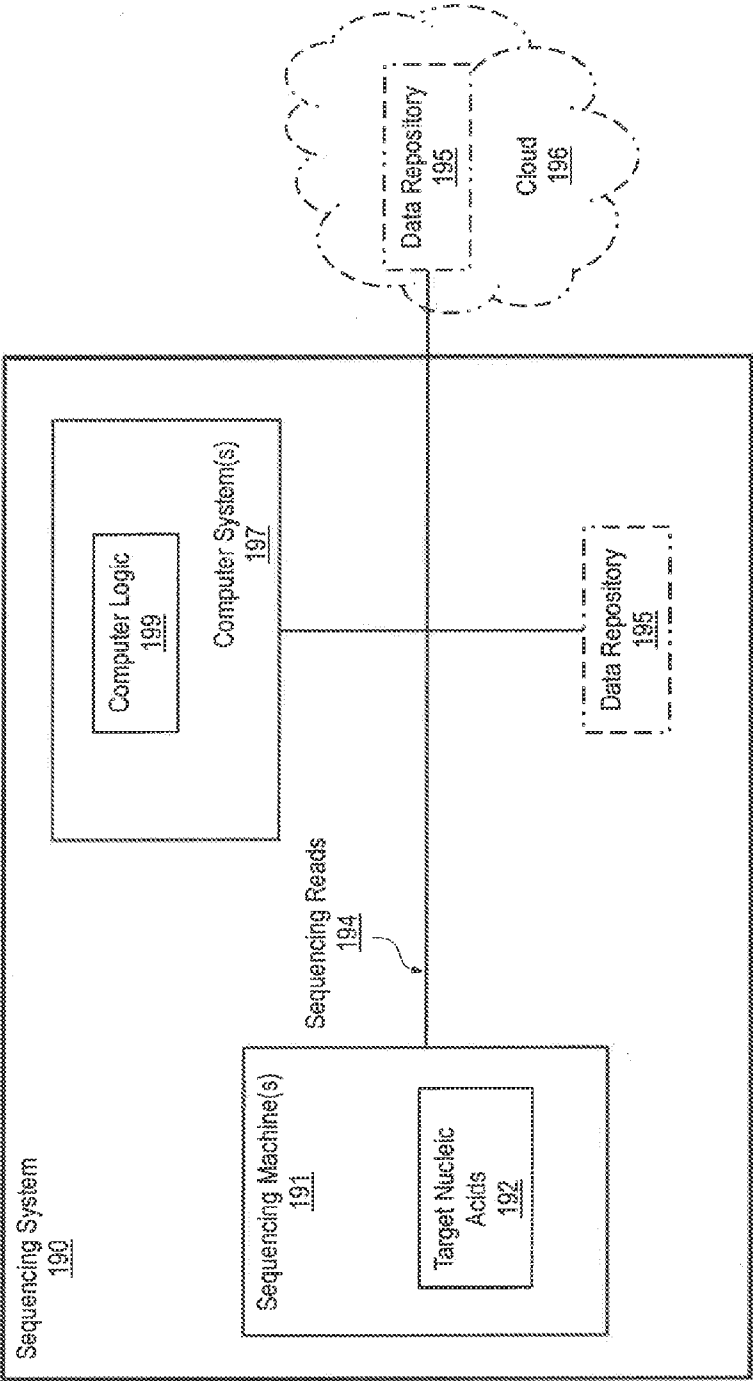 Sequencing System
190
Sequencing Machine(s)
191
Target Nucleic
Acids
192
Sequencing Reads
194
Computer Logic
199
Computer System(s)
197
Data Repository
195
Data Repository
195
Cloud
196